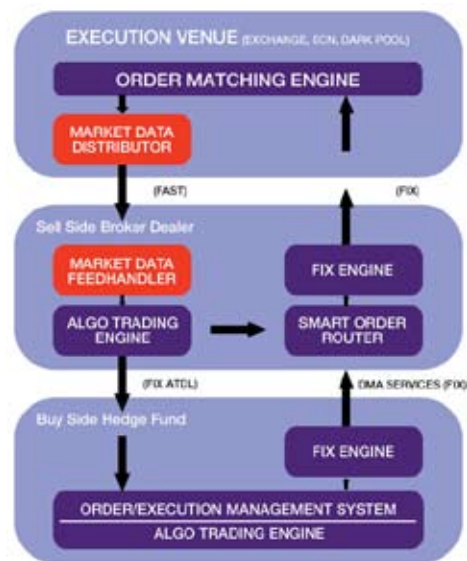 EXECUTION VENUE (EXCHANGE, ECN, DARK POOL)
ORDER MATCHING ENGINE
MARKET DATA
DISTRIBUTOR
(FAST)
(FIX)
Sell Side Broker Dealer
MARKET DATA
FEEDHANDLER
FIX ENGINE
ALGO TRADING
ENGINE
SMART ORDER
ROUTER
(FIX ATDL)
DMA SERVICES (FIX)
Buy Side Hedge Fund
FIX ENGINE
ORDER/EXECUTION MANAGEMENT SYSTEM
ALGO TRADING ENGINE